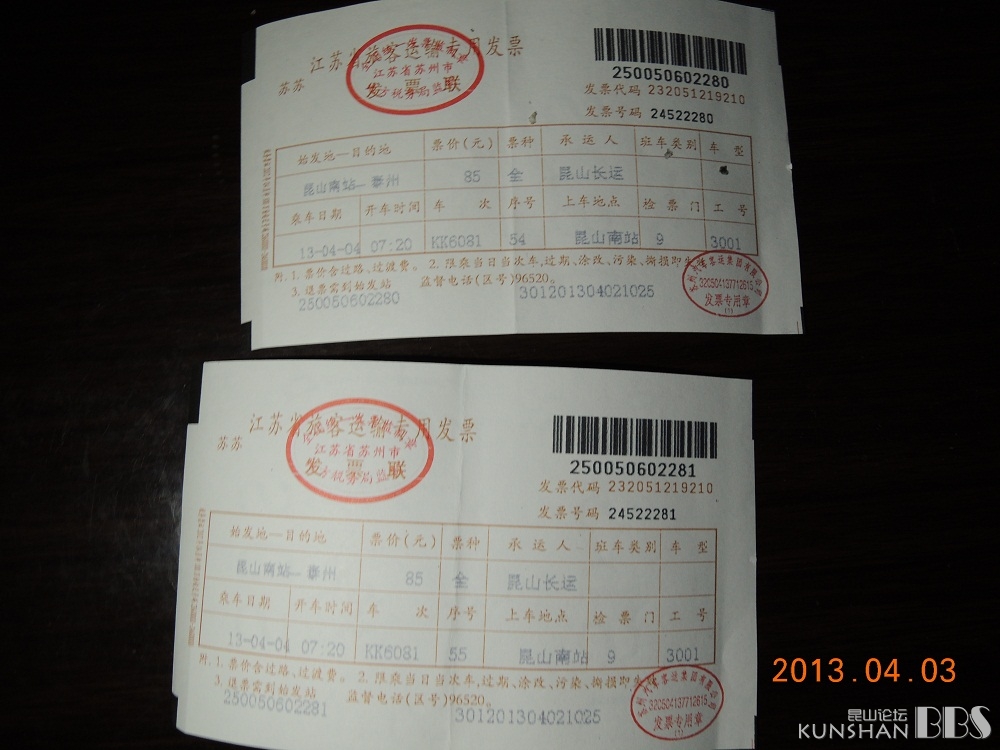 江苏省旅客运输专用发票
苏苏
江苏省苏州市
发票联
250050602280
发票代码 232051219210
发票号码 24522280
始发地—目的地 票价(元) 票种 承运人 班车类别 车型
昆山南站— 泰州 85 全 昆山长运
乘车日期 开车时间 车次 序号 上车地点 检票门 工号
13-04-04 07:20 KK6081 54 昆山南站 9 3001
附.1.票价含过路、过渡费。2.限乘当日当次车,过期、涂改、污染、撕损即失
3.退票需到始发站 监督电话(区号)96520。
250050602280 301201304021025
320504137712615
发票专用章
(1)
江苏省旅客运输专用发票
苏苏
江苏省苏州市
发票联
250050602281
发票代码 232051219210
发票号码 24522281
始发地—目的地 票价(元) 票种 承运人 班车类别 车型
昆山南站— 泰州 85 全 昆山长运
乘车日期 开车时间 车次 序号 上车地点 检票门 工号
13-04-04 07:20 KK6081 55 昆山南站 9 3001
附.1.票价含过路、过渡费。2.限乘当日当次车,过期、涂改、污染、撕损即失
3.退票需到始发站 监督电话(区号)96520。
250050602281 301201304021025
320504137712615
发票专用章
(1)
2013.04.03
昆山论坛
KUNSHAN BBS